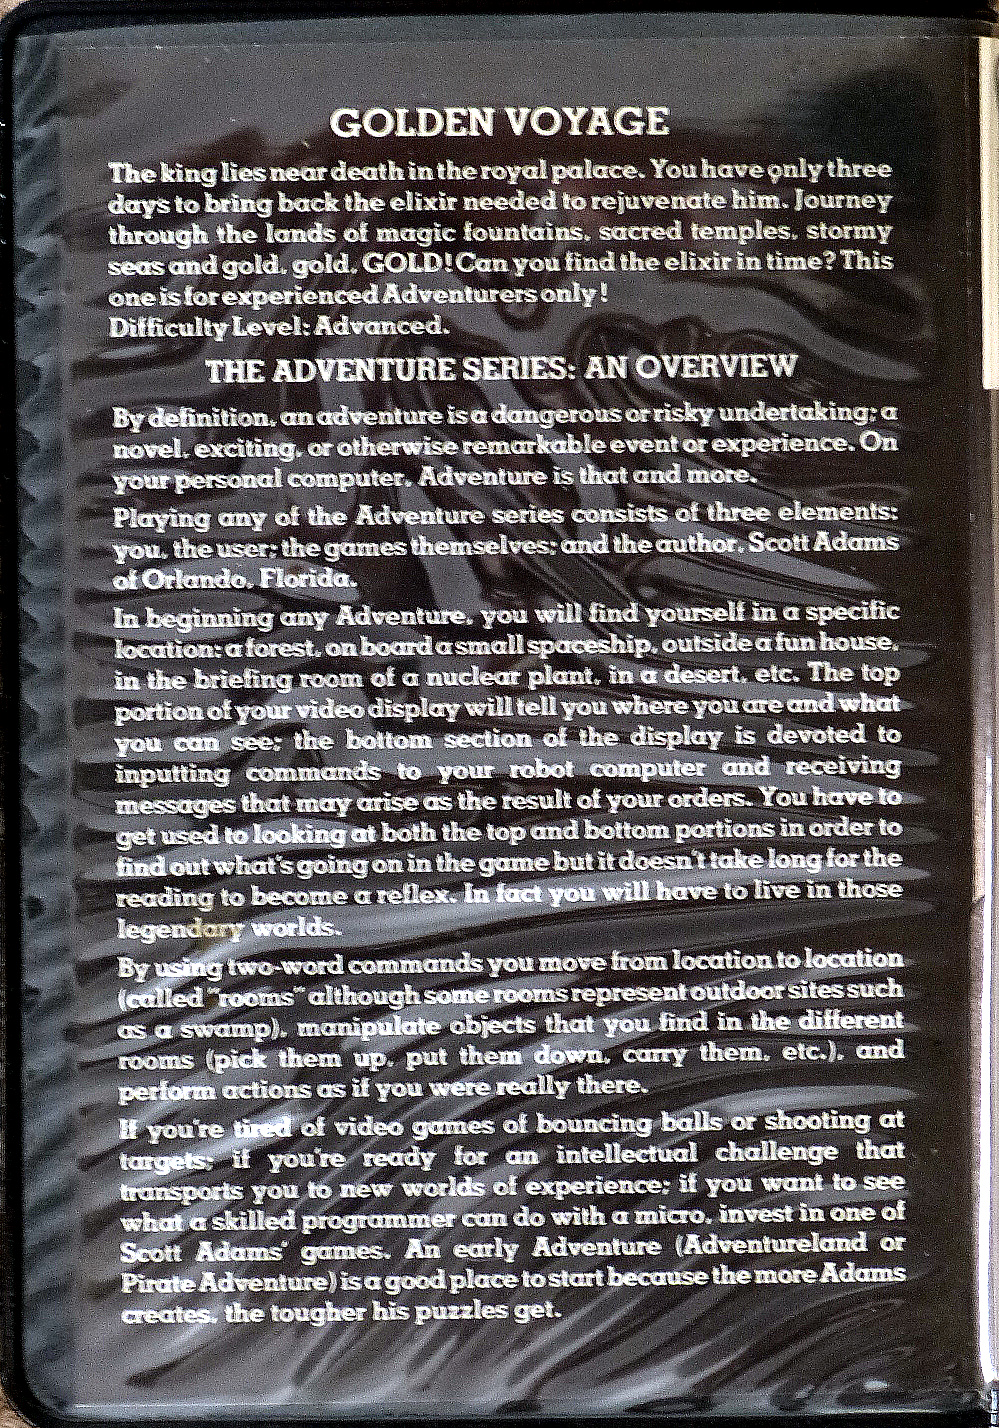 GOLDEN VOYAGE
The king lies near death in the royal palace. You have only three
days to bring back the elixir needed to rejuvenate him. Journey
through the lands of magic fountains, sacred temples, stormy
seas and gold, gold, GOLD! Can you find the elixir in time? This
one is for experienced Adventurers only!
Difficulty Level: Advanced.
THE ADVENTURE SERIES: AN OVERVIEW
By definition, an adventure is a dangerous or risky undertaking; a
novel, exciting, or otherwise remarkable event or experience. On
your personal computer, Adventure is that and more.
Playing any of the Adventure series consists of three elements:
you, the user; the games themselves; and the author, Scott Adams
of Orlando, Florida.
In beginning any Adventure, you will find yourself in a specific
location: a forest, on board a small spaceship, outside a fun house,
in the briefing room of a nuclear plant, in a desert, etc. The top
portion of your video display will tell you where you are and what
you can see; the bottom section of the display is devoted to
inputting commands to your robot computer and receiving
messages that may arise as the result of your orders. You have to
get used to looking at both the top and bottom portions in order to
find out what's going on in the game but it doesn't take long for the
reading to become a reflex. In fact you will have to live in those
legendary worlds.
By using two-word commands you move from location to location
(called "rooms" although some rooms represent outdoor sites such
as a swamp), manipulate objects that you find in the different
rooms (pick them up, put them down, carry them, etc.), and
perform actions as if you were really there.
If you're tired of video games of bouncing balls or shooting at
targets; if you're ready for an intellectual challenge that
transports you to new worlds of experience; if you want to see
what a skilled programmer can do with a micro, invest in one of
Scott Adams' games. An early Adventure (Adventureland or
Pirate Adventure) is a good place to start because the more Adams
creates, the tougher his puzzles get.